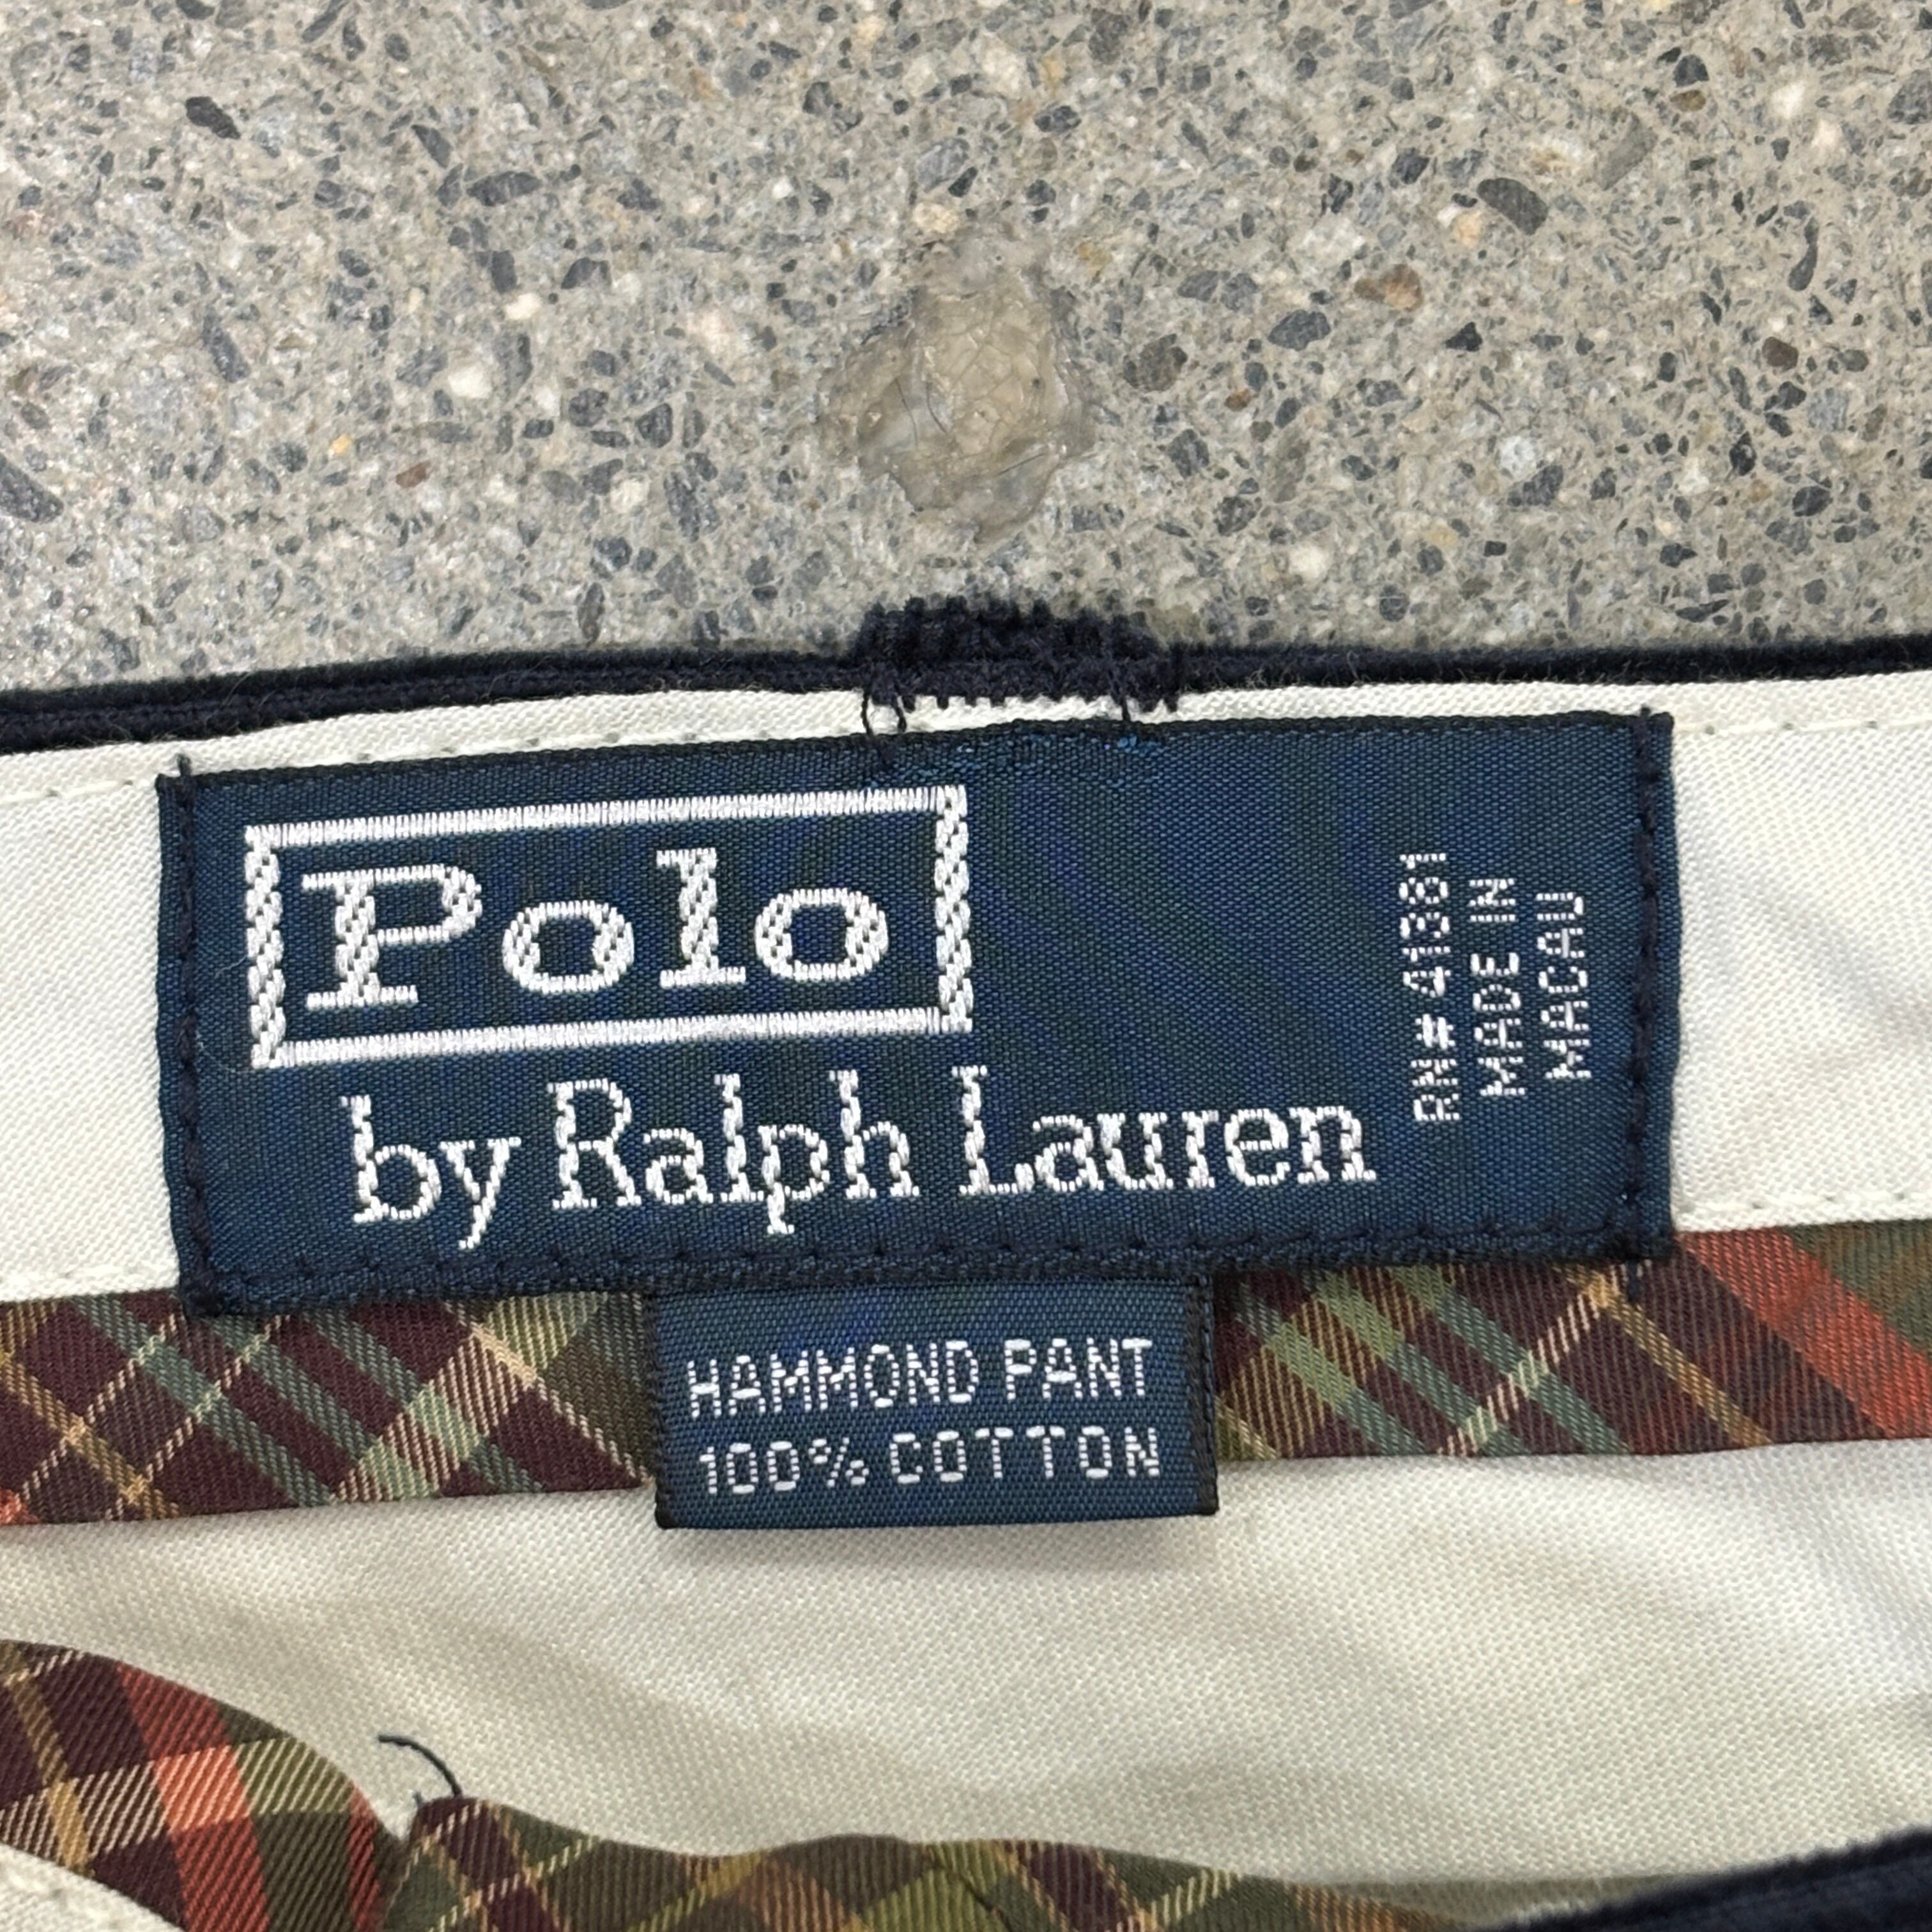 Polo
by Ralph Lauren
RN# 41381
MADE IN
MACAU
HAMMOND PANT
100% COTTON